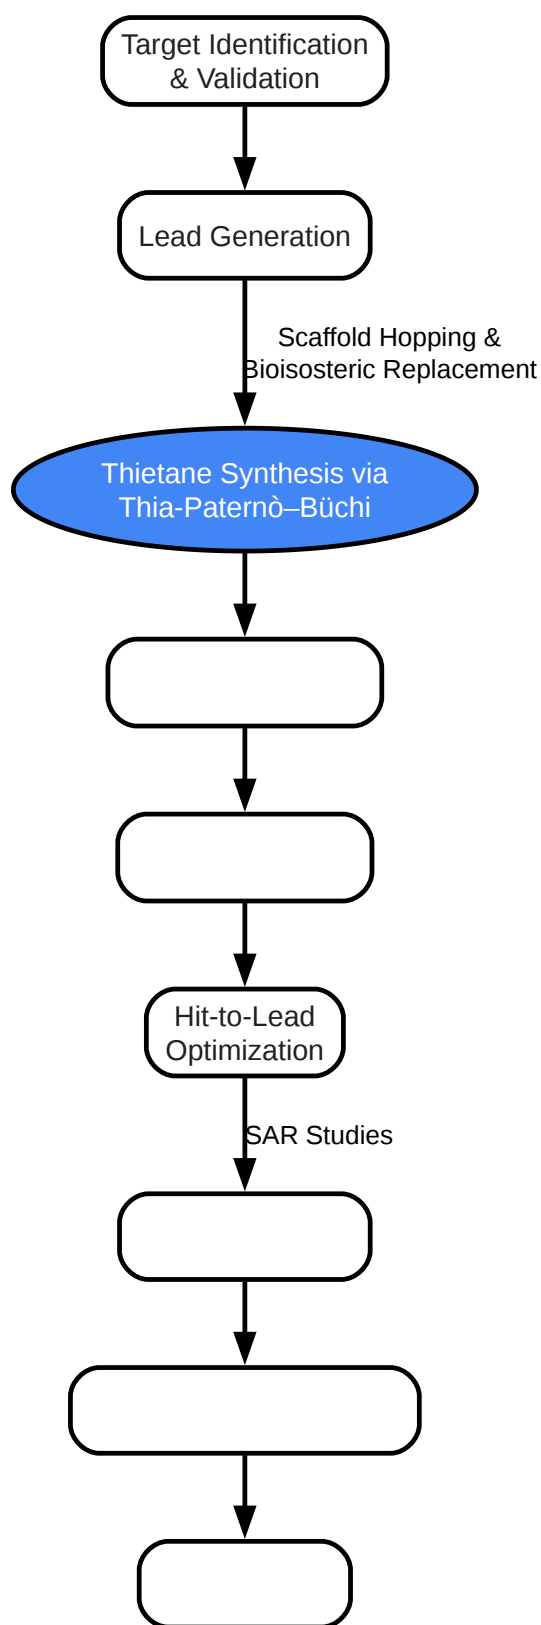 Target Identification
& Validation
Lead Generation
Scaffold Hopping &
Bioisosteric Replacement
Thietane Synthesis via
Thia-Paternò–Büchi
Hit-to-Lead
Optimization
SAR Studies